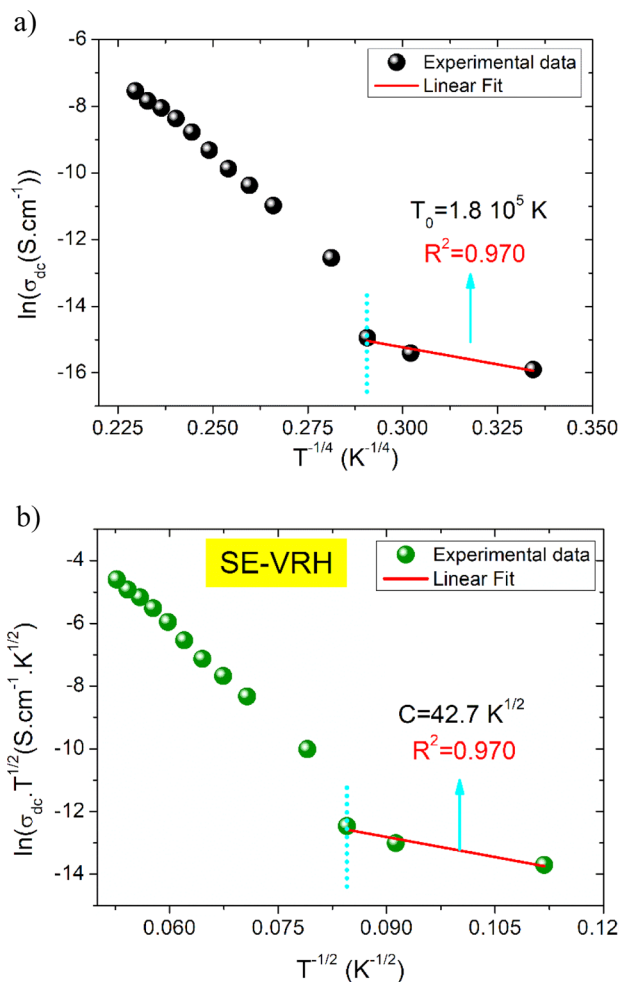 a)
-6
-8
-10
-12
-14
-16
ln(σdc(S.cm⁻¹))
Experimental data
Linear Fit
T₀=1.8 10⁵ K
R²=0.970
0.225 0.250 0.275 0.300 0.325 0.350
T⁻¹/⁴ (K⁻¹/⁴)
b)
-4
-6
-8
-10
-12
-14
ln(σdc.T¹/²(S.cm⁻¹.K¹/²)
SE-VRH
Experimental data
Linear Fit
C=42.7 K¹/²
R²=0.970
0.060 0.075 0.090 0.105 0.12
T⁻¹/² (K⁻¹/²)